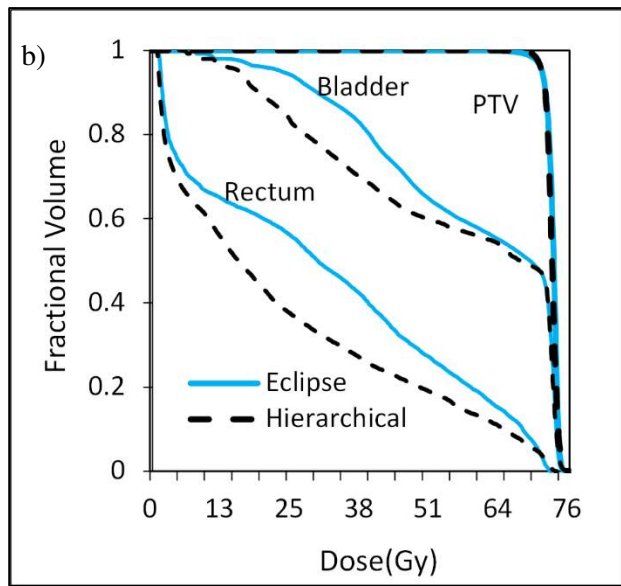 b)
1
0.8
0.6
0.4
0.2
0
Fractional Volume
Bladder
PTV
Rectum
Eclipse
Hierarchical
0 13 25 38 51 64 76
Dose(Gy)